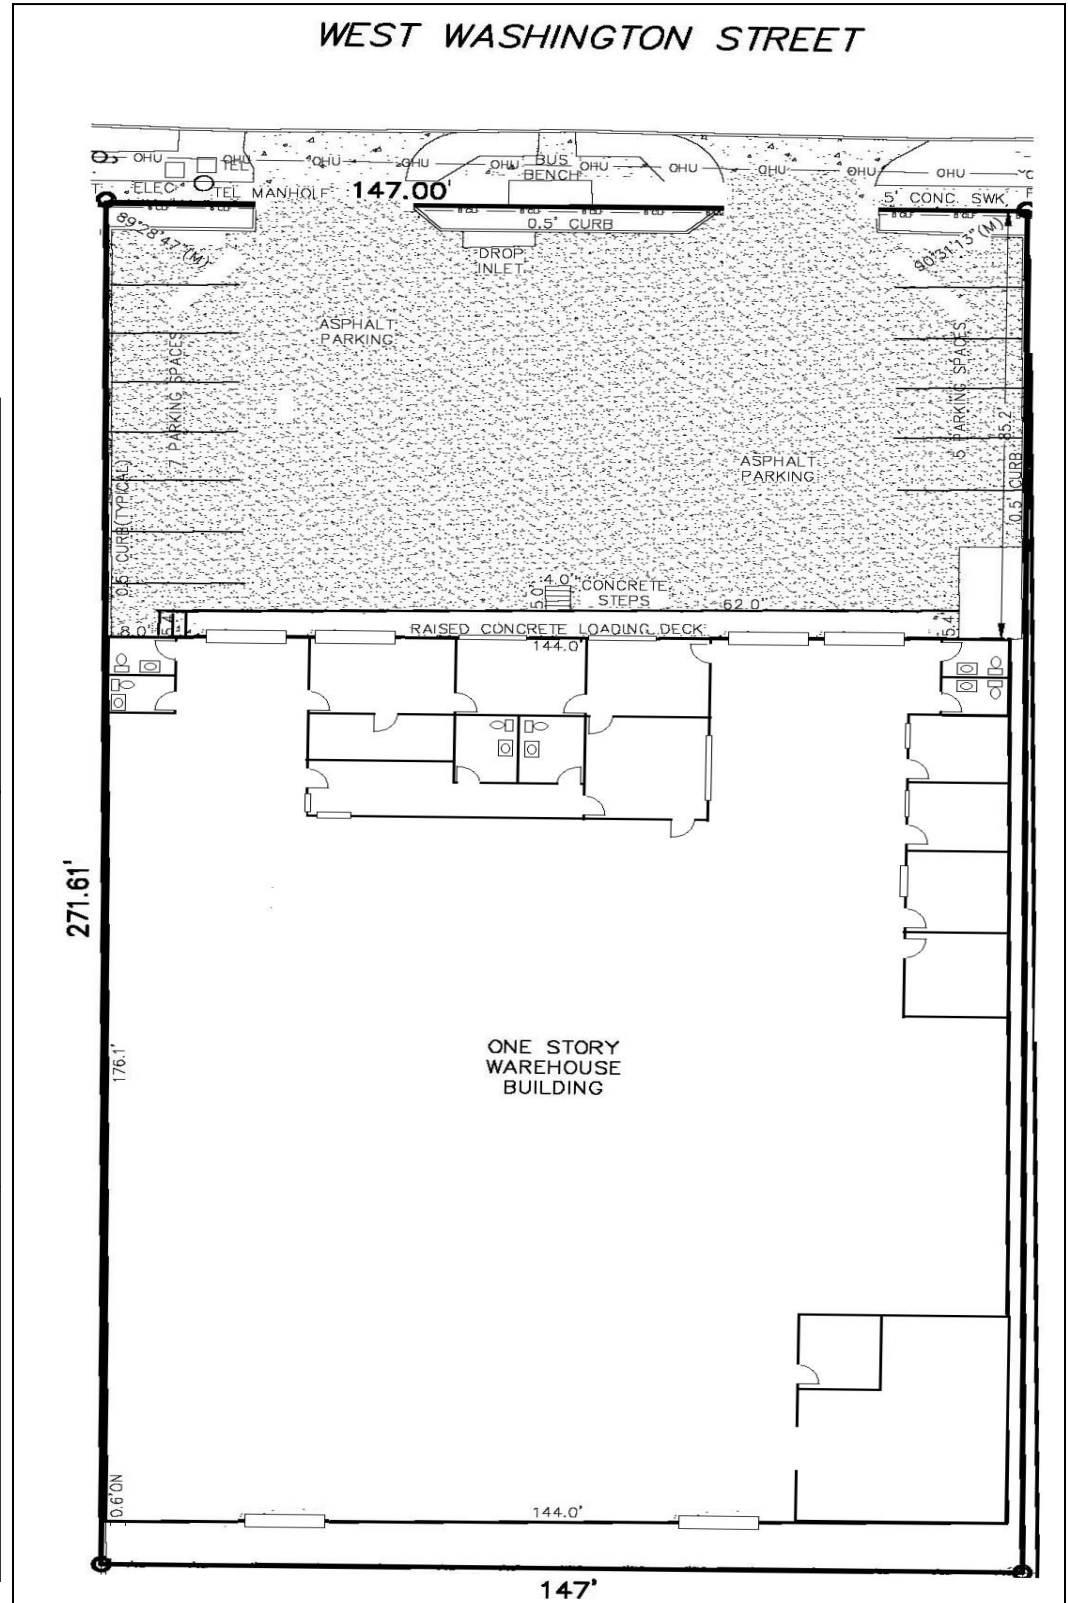 WEST WASHINGTON STREET
OHU
OHU
OHU
OHU
OHU
BUS
BENCH
OHU
OHU
OHU
OHU
OHU
TEL
ELEC
TEL MANHOLE
147.00'
5' CONC. SWK
0.5' CURB
DROP
INLET
89°28'47"(M)
90°31'13"(M)
ASPHALT
PARKING
7 PARKING SPACES
5 PARKING SPACES
85.2
0.5' CURB
ASPHALT
PARKING
0.5' CURB(TYPICAL)
4.0'
CONCRETE
STEPS
5.0'
62.0'
8.0'
5.4'
RAISED CONCRETE LOADING DECK
5.4'
144.0'
271.61'
176.1'
ONE STORY
WAREHOUSE
BUILDING
0.6'ON
144.0'
147'